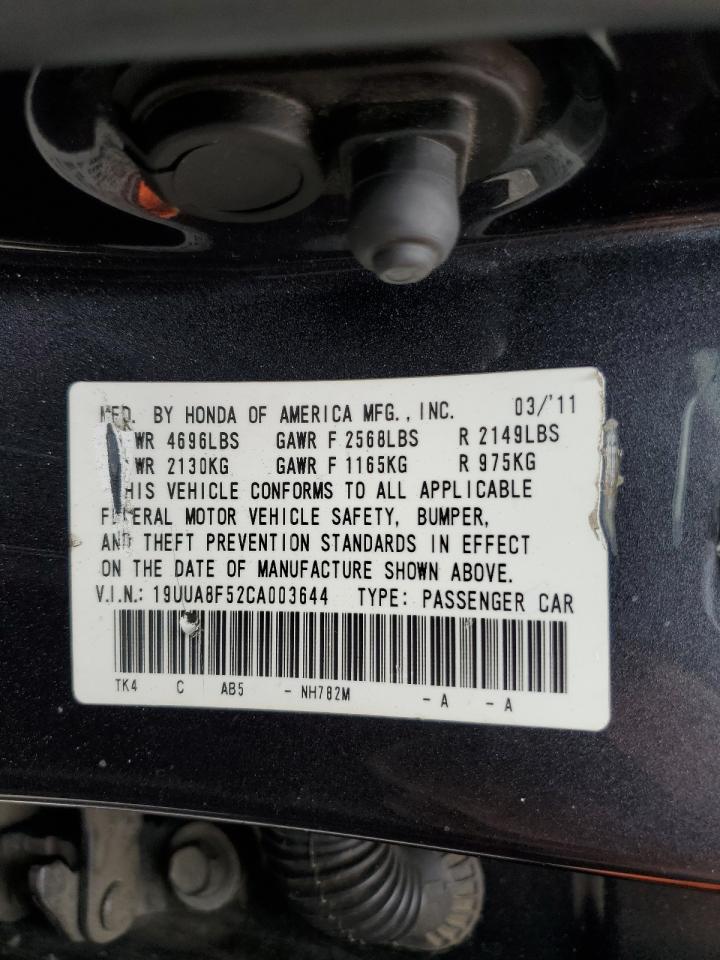 MFD. BY HONDA OF AMERICA MFG., INC. 03/'11
WR 4696LBS GAWR F 2568LBS R 2149LBS
WR 2130KG GAWR F 1165KG R 975KG
HIS VEHICLE CONFORMS TO ALL APPLICABLE
FEDERAL MOTOR VEHICLE SAFETY, BUMPER,
AND THEFT PREVENTION STANDARDS IN EFFECT
ON THE DATE OF MANUFACTURE SHOWN ABOVE.
V.I.N.: 19UUA8F52CA003644 TYPE: PASSENGER CAR
TK4 C AB5 - NH782M - A - A